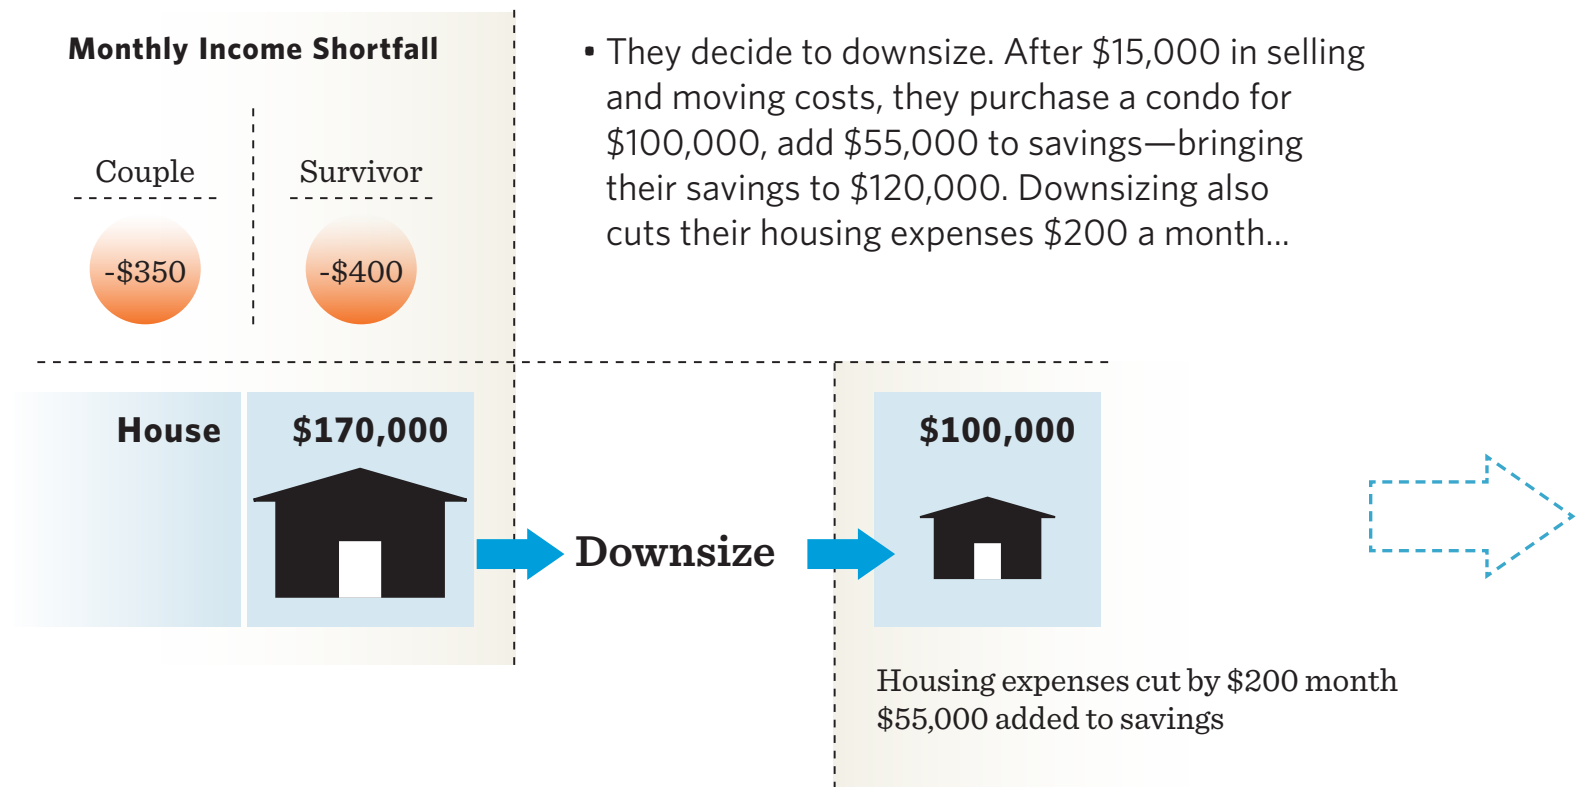 Monthly Income Shortfall
Couple
Survivor
-$350
-$400
• They decide to downsize. After $15,000 in selling
and moving costs, they purchase a condo for
$100,000, add $55,000 to savings—bringing
their savings to $120,000. Downsizing also
cuts their housing expenses $200 a month...
House
$170,000
Downsize
$100,000
Housing expenses cut by $200 month
$55,000 added to savings